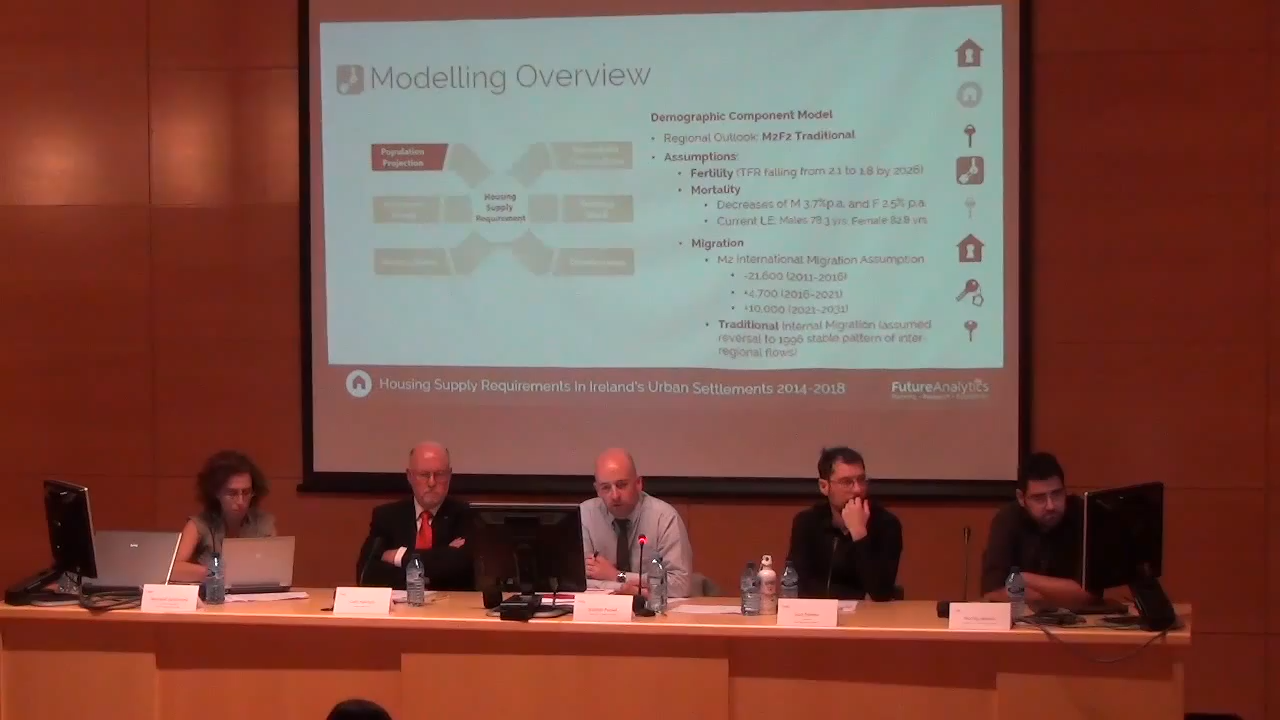 Modelling Overview
Population
Projection
Housing
Supply
Requirement
Demographic Component Model
• Regional Outlook: M2F2 Traditional
• Assumptions:
• Fertility (TFR falling from 2.1 to 1.8 by 2026)
• Mortality
• Decreases of M 3.7%p.a. and F 2.5% p.a.
• Current LE: Males 78.3 yrs, Female 82.8 yrs
• Migration
• M2 International Migration Assumption
• -21,600 (2011-2016)
• +4,700 (2016-2021)
• +10,000 (2021-2031)
• Traditional Internal Migration (assumed
reversal to 1996 stable pattern of inter-
regional flows)
Housing Supply Requirements in Ireland's Urban Settlements 2014-2018
FutureAnalytics